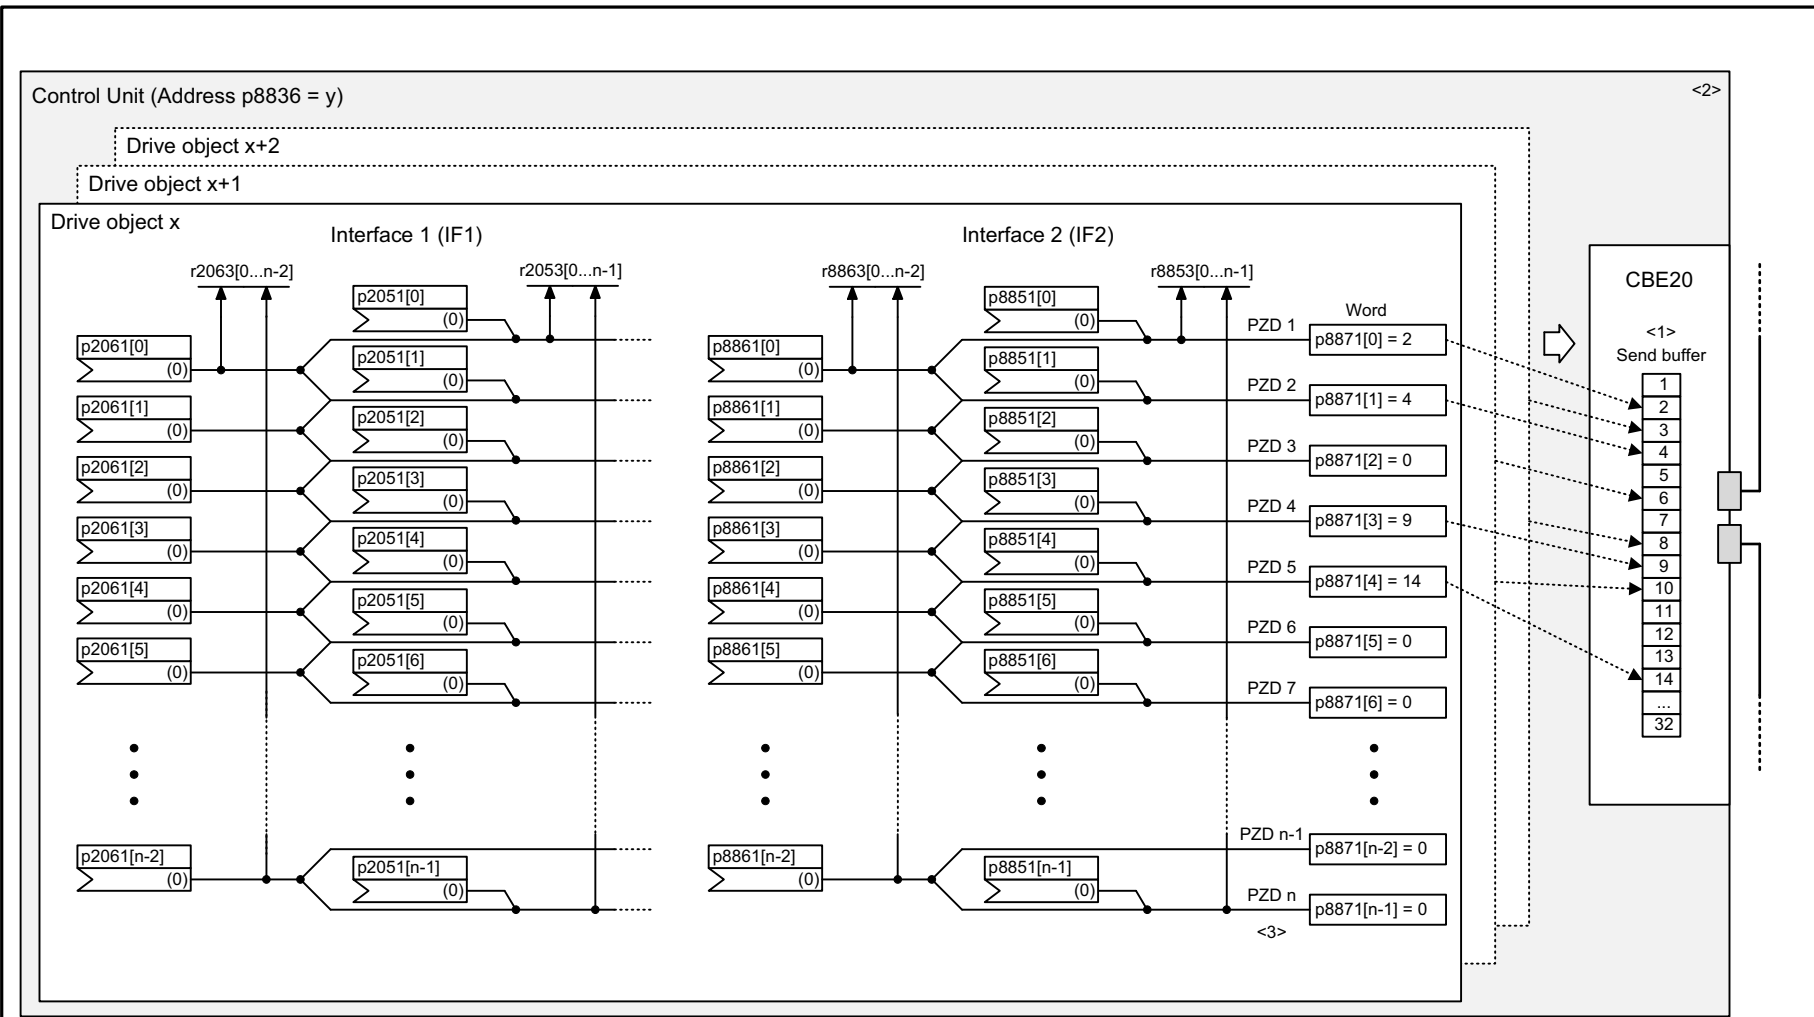 Control Unit (Address p8836 = y)
<2>
Drive object x+2
Drive object x+1
Drive object x
Interface 1 (IF1)
Interface 2 (IF2)
r2063[0...n-2]
r2053[0...n-1]
r8863[0...n-2]
r8853[0...n-1]
p2061[0]
(0)
p2061[1]
(0)
p2061[2]
(0)
p2061[3]
(0)
p2061[4]
(0)
p2061[5]
(0)
p2061[n-2]
(0)
p2051[0]
(0)
p2051[1]
(0)
p2051[2]
(0)
p2051[3]
(0)
p2051[4]
(0)
p2051[5]
(0)
p2051[6]
(0)
p2051[n-1]
(0)
p8861[0]
(0)
p8861[1]
(0)
p8861[2]
(0)
p8861[3]
(0)
p8861[4]
(0)
p8861[5]
(0)
p8861[n-2]
(0)
p8851[0]
(0)
p8851[1]
(0)
p8851[2]
(0)
p8851[3]
(0)
p8851[4]
(0)
p8851[5]
(0)
p8851[6]
(0)
p8851[n-1]
(0)
Word
PZD 1
p8871[0] = 2
PZD 2
p8871[1] = 4
PZD 3
p8871[2] = 0
PZD 4
p8871[3] = 9
PZD 5
p8871[4] = 14
PZD 6
p8871[5] = 0
PZD 7
p8871[6] = 0
PZD n-1
p8871[n-2] = 0
PZD n
p8871[n-1] = 0
<3>
CBE20
<1>
Send buffer
1
2
3
4
5
6
7
8
9
10
11
12
13
14
...
32